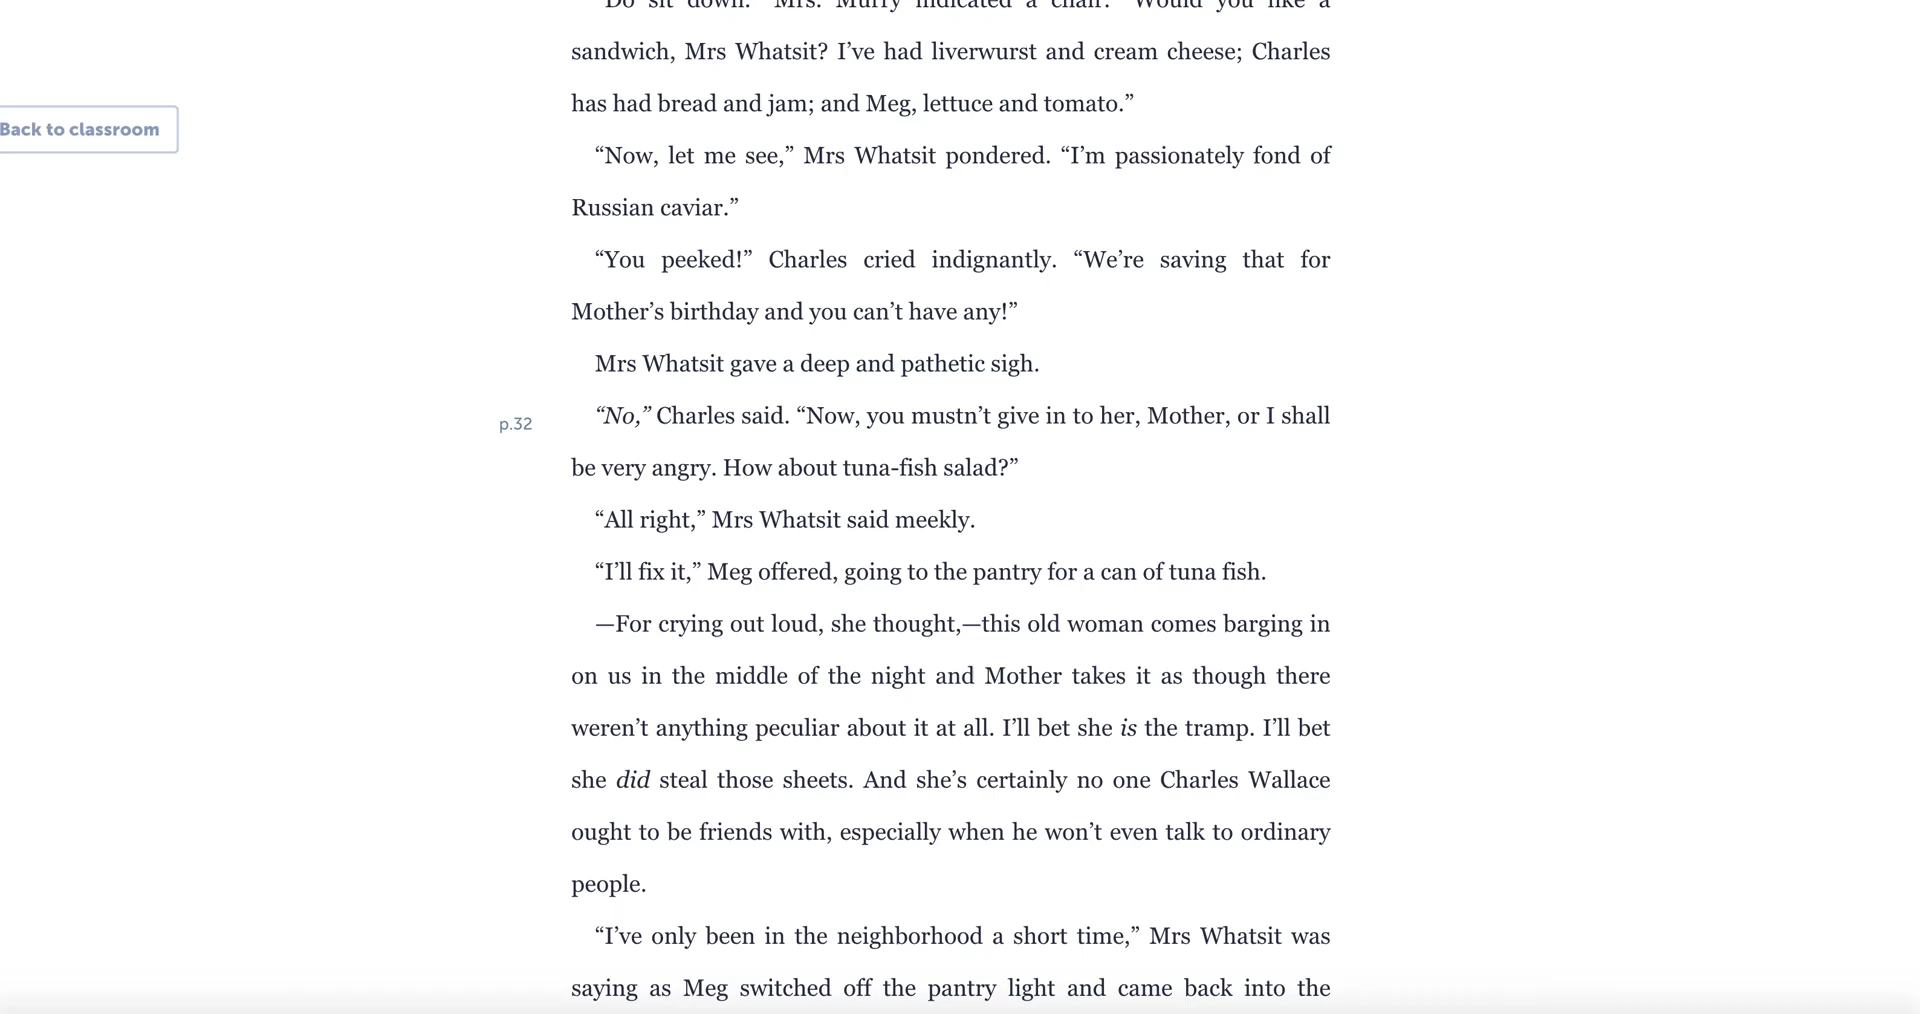 "Do sit down." Mrs. Murry indicated a chair. "Would you like a
sandwich, Mrs Whatsit? I’ve had liverwurst and cream cheese; Charles
has had bread and jam; and Meg, lettuce and tomato.”
Back to classroom
“Now, let me see,” Mrs Whatsit pondered. “I’m passionately fond of
Russian caviar.”
“You peeked!” Charles cried indignantly. “We’re saving that for
Mother’s birthday and you can’t have any!”
Mrs Whatsit gave a deep and pathetic sigh.
p.32
“No,” Charles said. “Now, you mustn’t give in to her, Mother, or I shall
be very angry. How about tuna-fish salad?”
“All right,” Mrs Whatsit said meekly.
“I’ll fix it,” Meg offered, going to the pantry for a can of tuna fish.
—For crying out loud, she thought,—this old woman comes barging in
on us in the middle of the night and Mother takes it as though there
weren’t anything peculiar about it at all. I’ll bet she is the tramp. I’ll bet
she did steal those sheets. And she’s certainly no one Charles Wallace
ought to be friends with, especially when he won’t even talk to ordinary
people.
“I’ve only been in the neighborhood a short time,” Mrs Whatsit was
saying as Meg switched off the pantry light and came back into the